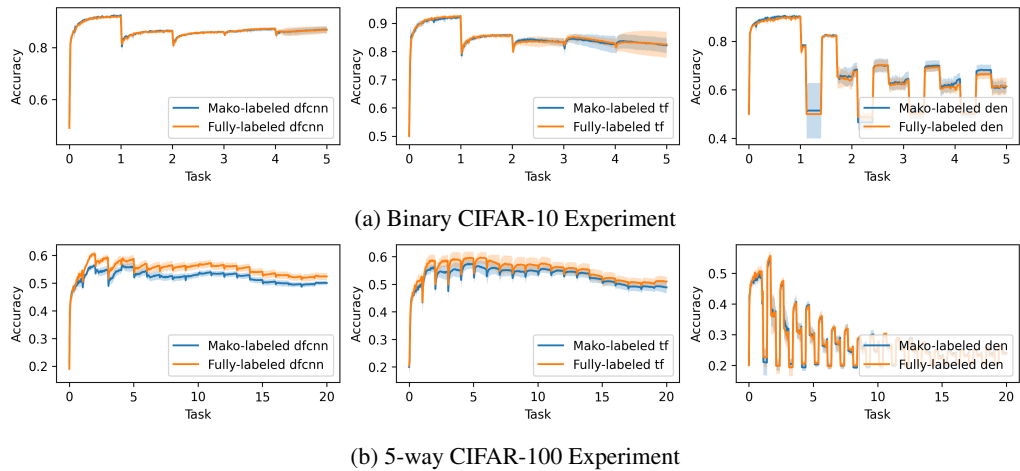 Accuracy
0.8
0.6
0 1 2 3 4 5
Task
Mako-labeled dfcnn
Fully-labeled dfcnn
Accuracy
0.9
0.8
0.7
0.6
0.5
0 1 2 3 4 5
Task
Mako-labeled tf
Fully-labeled tf
Accuracy
0.8
0.6
0.4
0 1 2 3 4 5
Task
Mako-labeled den
Fully-labeled den
(a) Binary CIFAR-10 Experiment
Accuracy
0.6
0.5
0.4
0.3
0.2
0 5 10 15 20
Task
Mako-labeled dfcnn
Fully-labeled dfcnn
Accuracy
0.6
0.5
0.4
0.3
0.2
0 5 10 15 20
Task
Mako-labeled tf
Fully-labeled tf
Accuracy
0.5
0.4
0.3
0.2
0 5 10 15 20
Task
Mako-labeled den
Fully-labeled den
(b) 5-way CIFAR-100 Experiment